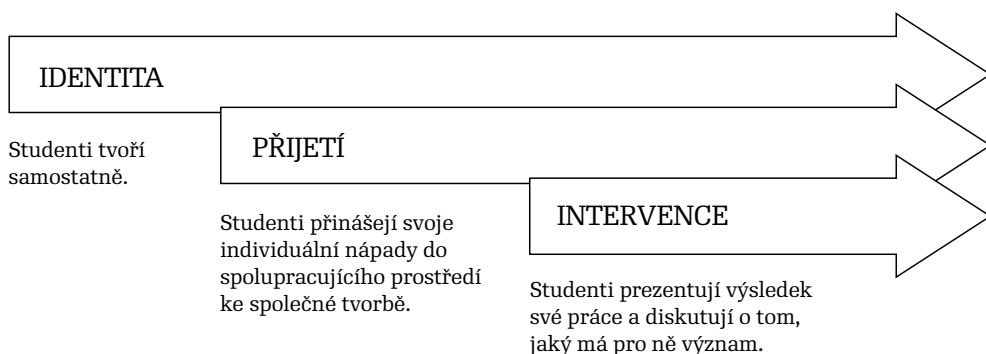 IDENTITA
Studenti tvoří
samostatně.
PŘIJETÍ
Studenti přinášejí svoje
individuální nápady do
spolupracujícího prostředí
ke společné tvorbě.
INTERVENCE
Studenti prezentují výsledek
své práce a diskutují o tom,
jaký má pro ně význam.